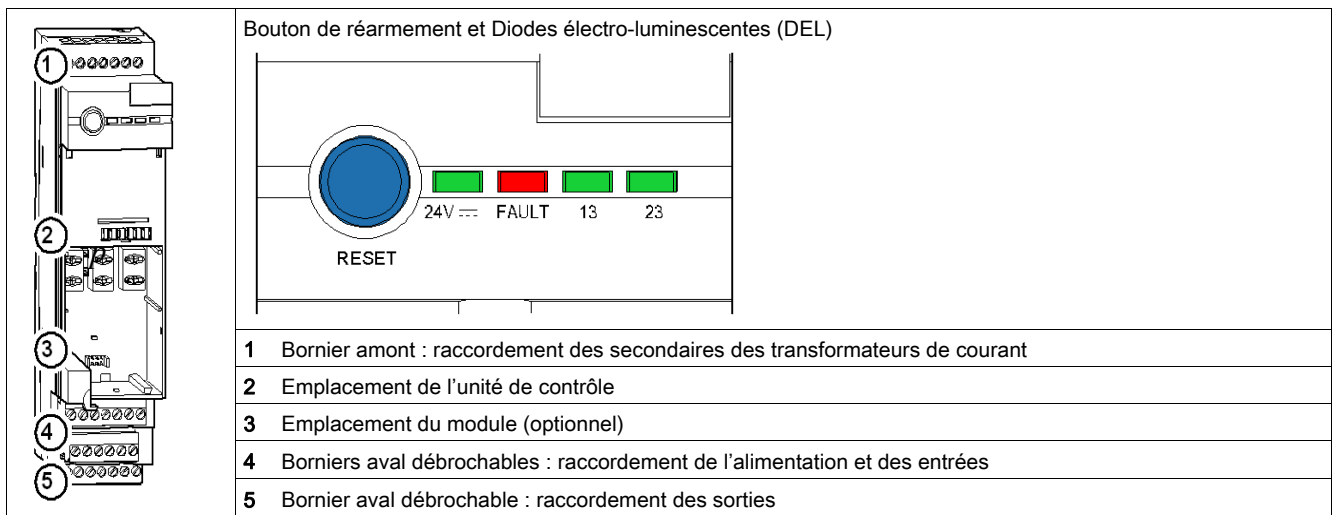 Bouton de réarmement et Diodes électro-luminescentes (DEL)
24V ⎓ FAULT 13 23
RESET
1
2
3
4
5
1 Bornier amont : raccordement des secondaires des transformateurs de courant
2 Emplacement de l’unité de contrôle
3 Emplacement du module (optionnel)
4 Borniers aval débrochables : raccordement de l’alimentation et des entrées
5 Bornier aval débrochable : raccordement des sorties